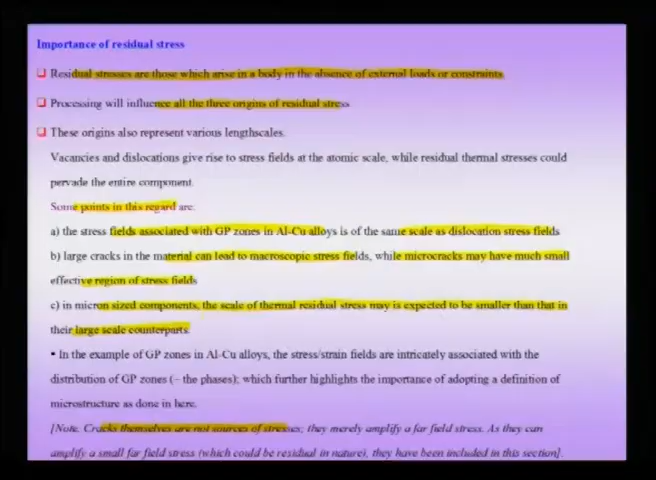 Importance of residual stress
Residual stresses are those which arise in a body in the absence of external loads or constraints.
Processing will influence all the three origins of residual stress
These origins also represent various lengthscales.
Vacancies and dislocations give rise to stress fields at the atomic scale, while residual thermal stresses could
pervade the entire component.
Some points in this regard are:
a) the stress fields associated with GP zones in Al-Cu alloys is of the same scale as dislocation stress fields
b) large cracks in the material can lead to macroscopic stress fields, while microcracks may have much small
effective region of stress fields
c) in micron sized components, the scale of thermal residual stress may is expected to be smaller than that in
their large scale counterparts.
▪ In the example of GP zones in Al-Cu alloys, the stress/strain fields are intricately associated with the
distribution of GP zones (~ the phases); which further highlights the importance of adopting a definition of
microstructure as done in here.
[Note. Cracks themselves are not sources of stresses; they merely amplify a far field stress. As they can
amplify a small far field stress (which could be residual in nature), they have been included in this section].